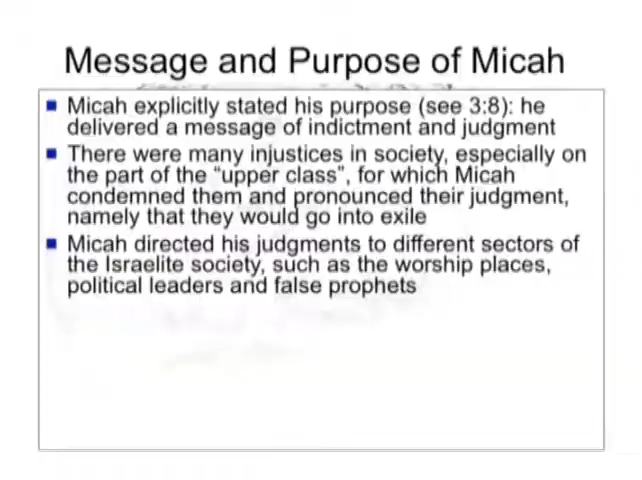 Message and Purpose of Micah
Micah explicitly stated his purpose (see 3:8): he
delivered a message of indictment and judgment
There were many injustices in society, especially on
the part of the “upper class”, for which Micah
condemned them and pronounced their judgment,
namely that they would go into exile
Micah directed his judgments to different sectors of
the Israelite society, such as the worship places,
political leaders and false prophets